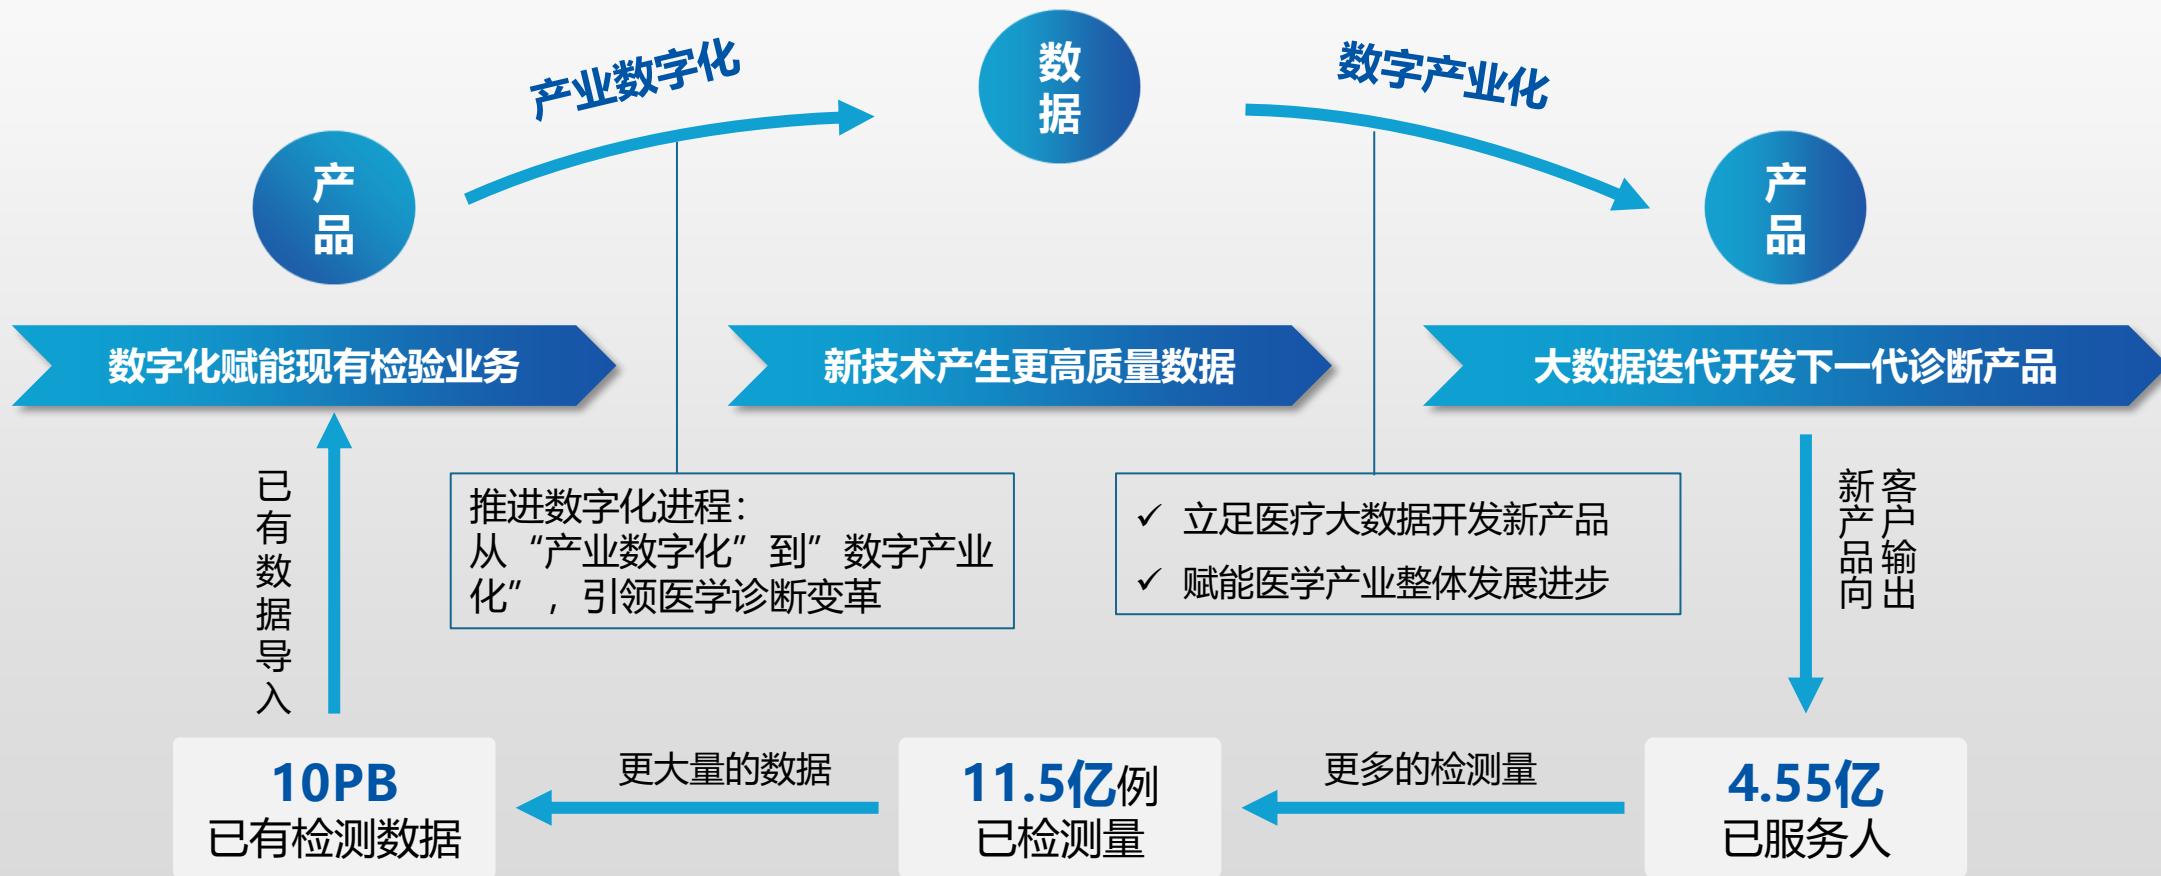 产业数字化
数
据
数字产业化
产
品
产
品
数字化赋能现有检验业务
新技术产生更高质量数据
大数据迭代开发下一代诊断产品
已有数据导入
推进数字化进程：
从“产业数字化”到”数字产业
化”，引领医学诊断变革
✓ 立足医疗大数据开发新产品
✓ 赋能医学产业整体发展进步
新产品向
客户输出
10PB
已有检测数据
更大量的数据
11.5亿例
已检测量
更多的检测量
4.55亿
已服务人